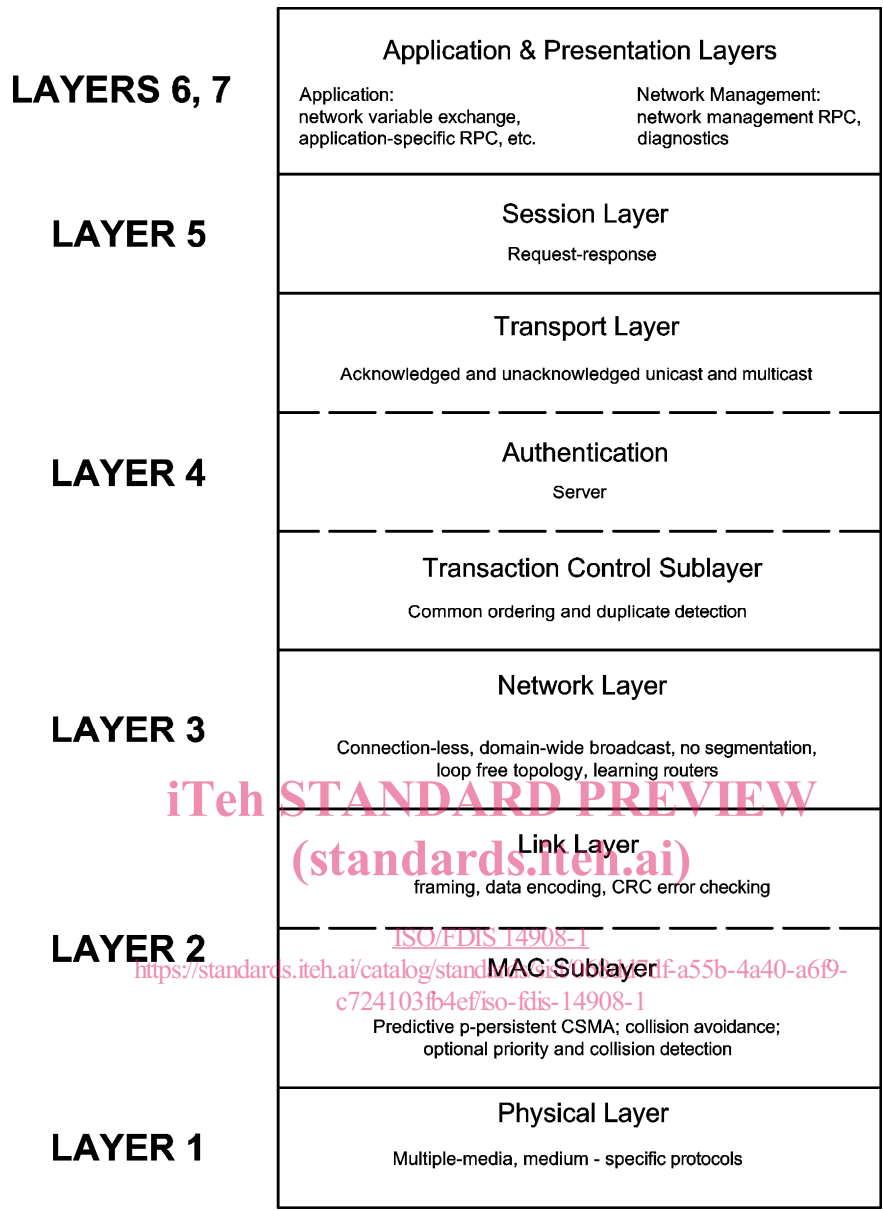 LAYERS 6, 7
Application & Presentation Layers
Application:
network variable exchange,
application-specific RPC, etc.
Network Management:
network management RPC,
diagnostics
LAYER 5
Session Layer
Request-response
Transport Layer
Acknowledged and unacknowledged unicast and multicast
LAYER 4
Authentication
Server
Transaction Control Sublayer
Common ordering and duplicate detection
LAYER 3
Network Layer
Connection-less, domain-wide broadcast, no segmentation,
loop free topology, learning routers
iTeh STANDARD PREVIEW
(standards.iteh.ai)
Link Layer
framing, data encoding, CRC error checking
LAYER 2
ISO/FDIS 14908-1
MAC Sublayer
c724103fb4ef/iso-fdis-14908-1
Predictive p-persistent CSMA; collision avoidance;
optional priority and collision detection
LAYER 1
Physical Layer
Multiple-media, medium - specific protocols